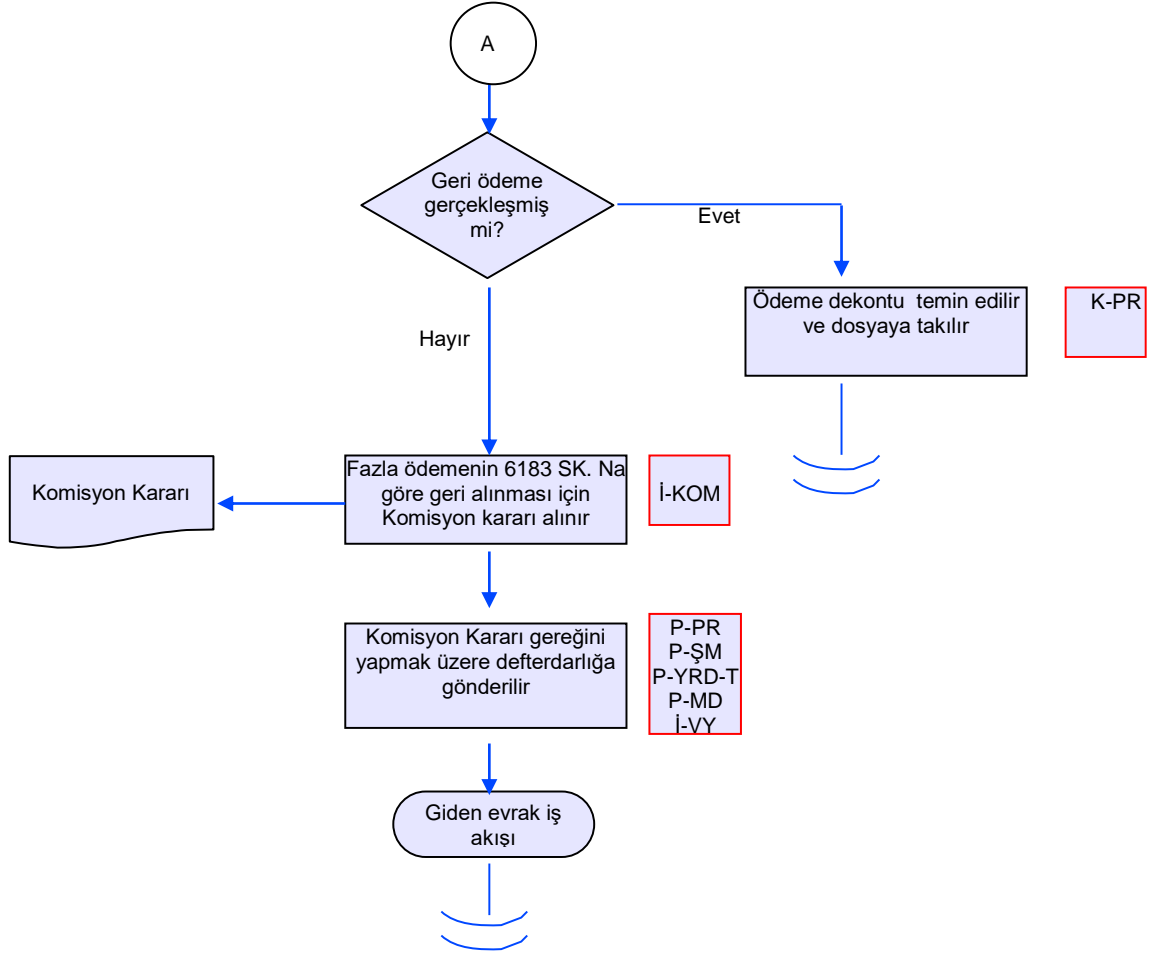 A
Geri ödeme
gerçekleşmiş
mi?
Evet
Ödeme dekontu  temin edilir
ve dosyaya takılır
K-PR
Hayır
Komisyon Kararı
Fazla ödemenin 6183 SK. Na
göre geri alınması için
Komisyon kararı alınır
İ-KOM
Komisyon Kararı gereğini
yapmak üzere defterdarlığa
gönderilir
P-PR
P-ŞM
P-YRD-T
P-MD
İ-VY
Giden evrak iş
akışı